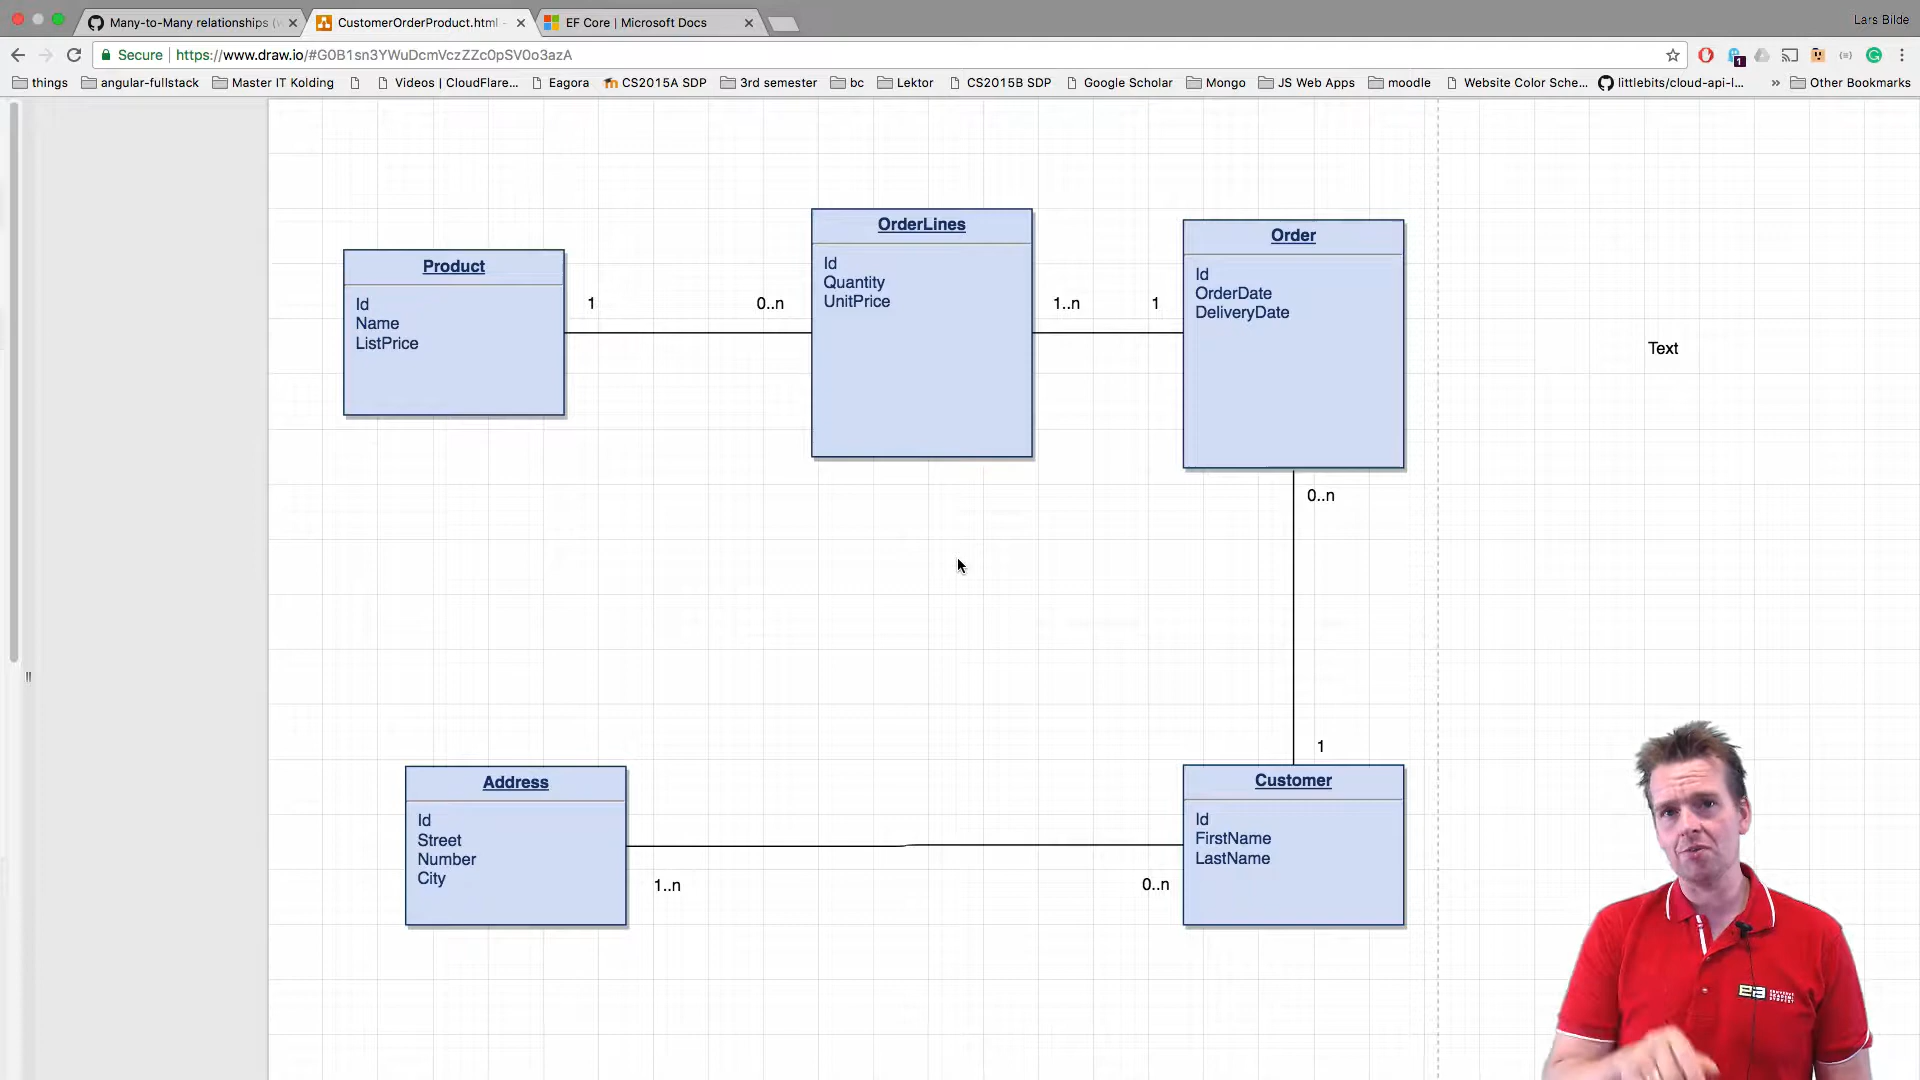 Lars Bilde
Many-to-Many relationships (w
CustomerOrderProduct.html -
EF Core | Microsoft Docs
Secure https://www.draw.io/#G0B1sn3YWuDcmVczZZc0pSV0o3azA
1
things angular-fullstack Master IT Kolding Videos | CloudFlare... Eagora CS2015A SDP 3rd semester bc Lektor CS2015B SDP Google Scholar Mongo JS Web Apps moodle Website Color Sche... littlebits/cloud-api-l... » Other Bookmarks
Product
Id
Name
ListPrice
1
0..n
OrderLines
Id
Quantity
UnitPrice
1..n
1
Order
Id
OrderDate
DeliveryDate
Text
0..n
1
Address
Id
Street
Number
City
1..n
0..n
Customer
Id
FirstName
LastName